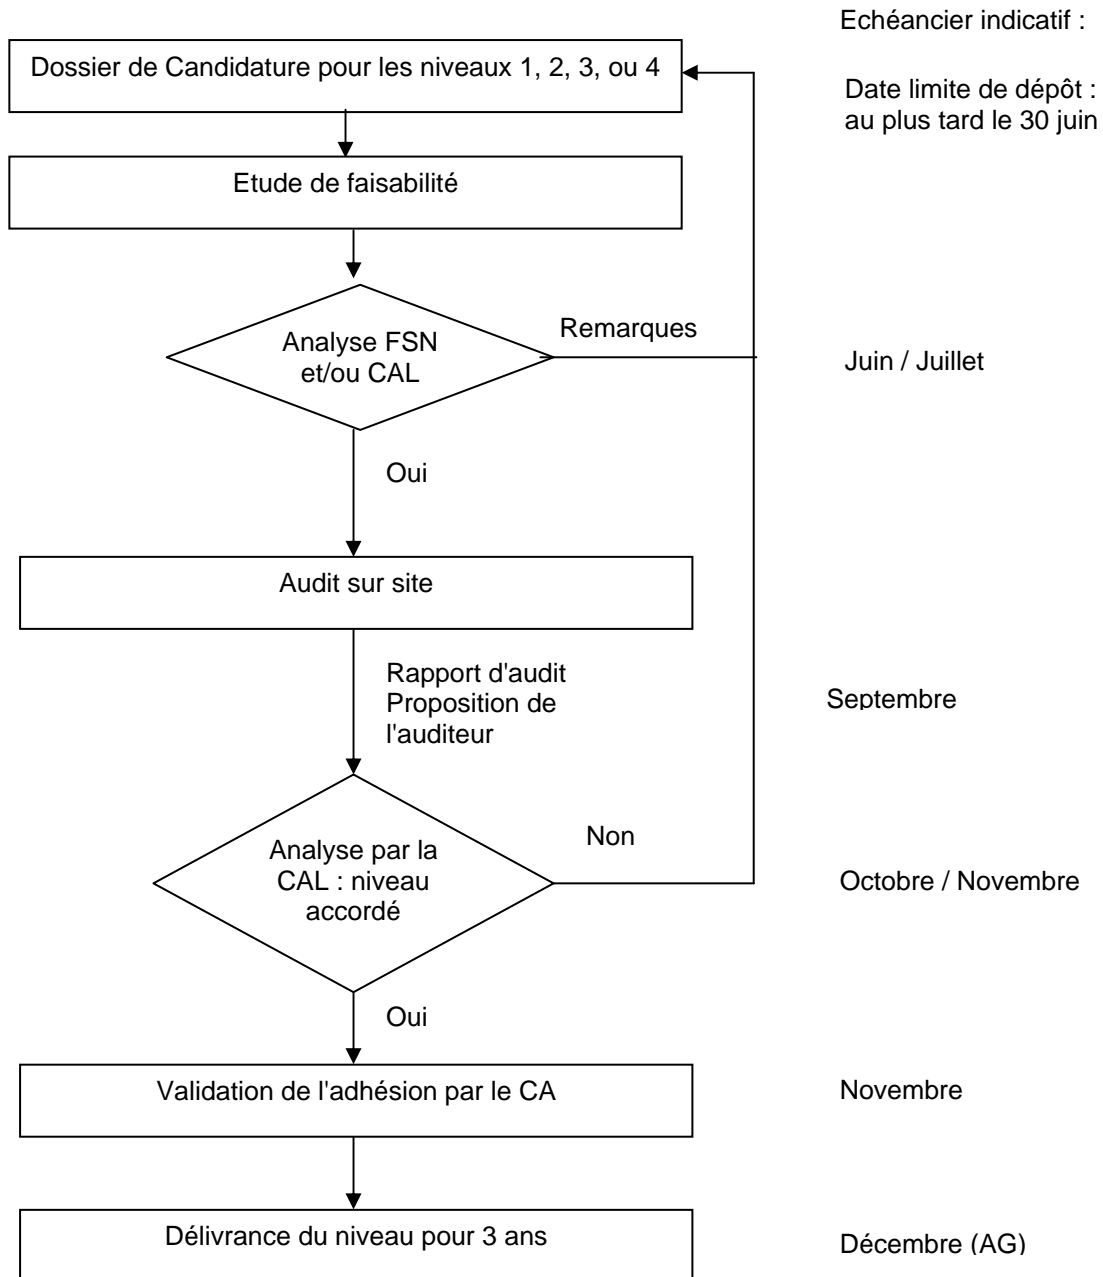 Echéancier indicatif :
Dossier de Candidature pour les niveaux 1, 2, 3, ou 4
Date limite de dépôt :
au plus tard le 30 juin
Etude de faisabilité
Analyse FSN
et/ou CAL
Remarques
Juin / Juillet
Oui
Audit sur site
Rapport d'audit
Proposition de
l'auditeur
Septembre
Analyse par la
CAL : niveau
accordé
Non
Octobre / Novembre
Oui
Validation de l'adhésion par le CA
Novembre
Délivrance du niveau pour 3 ans
Décembre (AG)